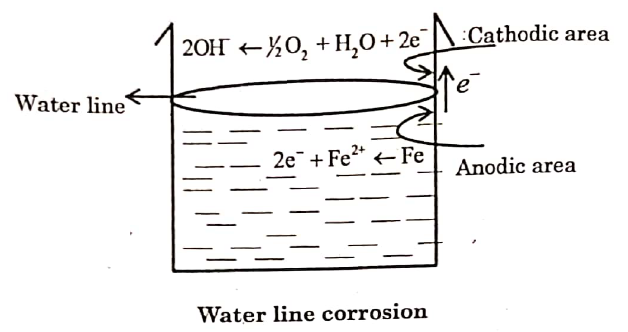 2OH⁻ ← ½O₂ + H₂O + 2e⁻
:Cathodic area
e⁻
Water line
2e⁻ + Fe²⁺ ← Fe
Anodic area
Water line corrosion